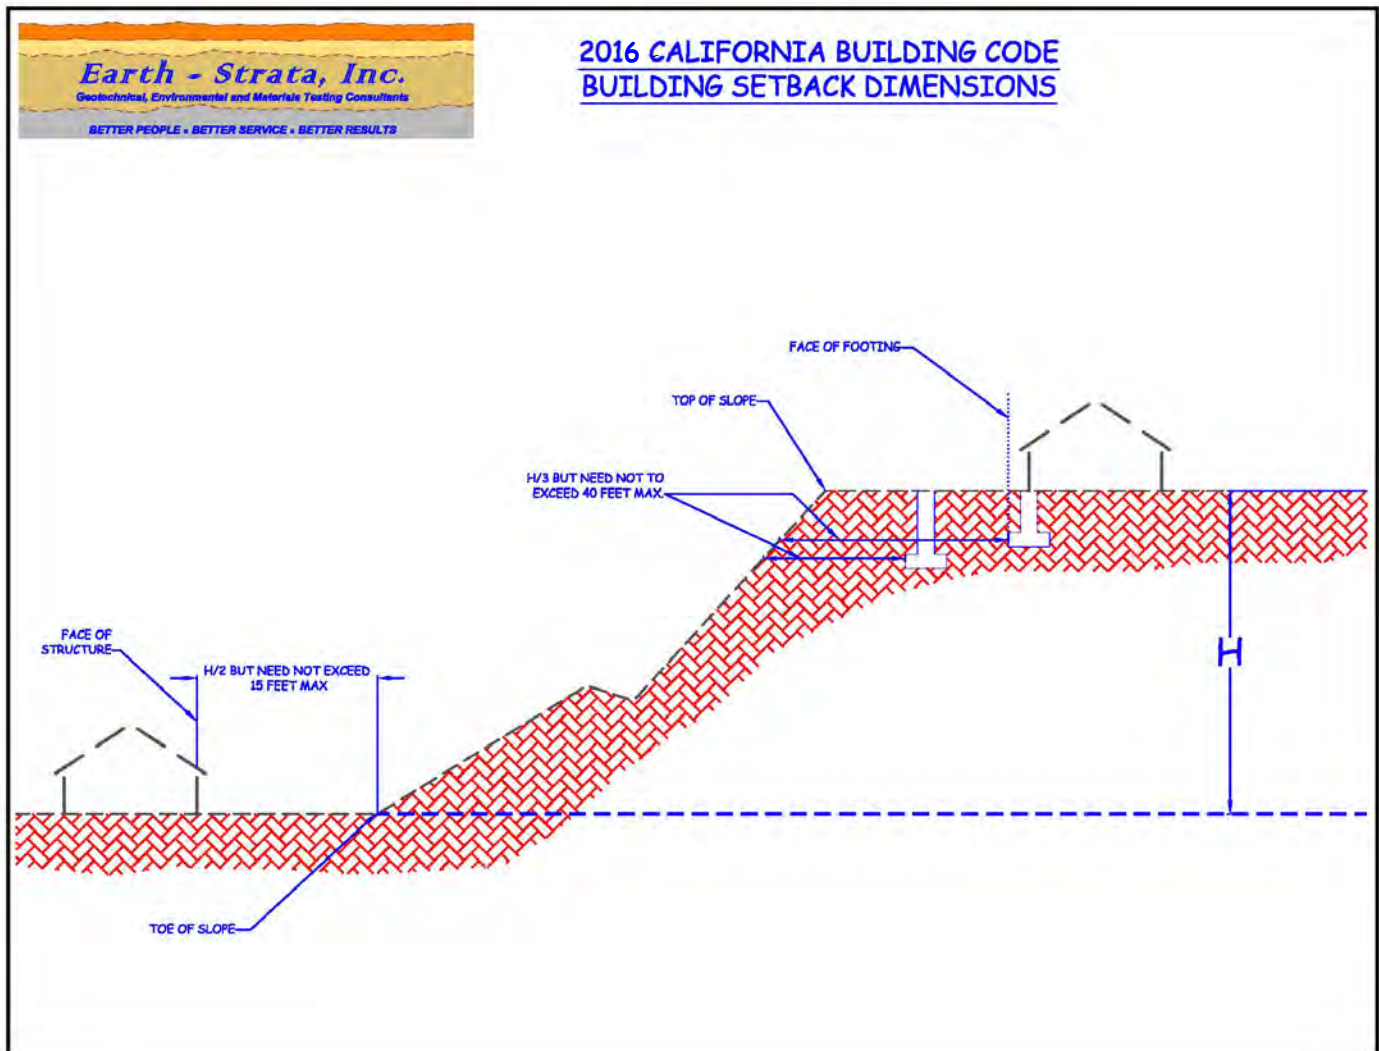 Earth - Strata, Inc.
Geotechnical, Environmental and Materials Testing Consultants
BETTER PEOPLE • BETTER SERVICE • BETTER RESULTS
2016 CALIFORNIA BUILDING CODE
BUILDING SETBACK DIMENSIONS
FACE OF FOOTING
TOP OF SLOPE
H/3 BUT NEED NOT TO
EXCEED 40 FEET MAX.
FACE OF
STRUCTURE
H/2 BUT NEED NOT EXCEED
15 FEET MAX
H
TOE OF SLOPE